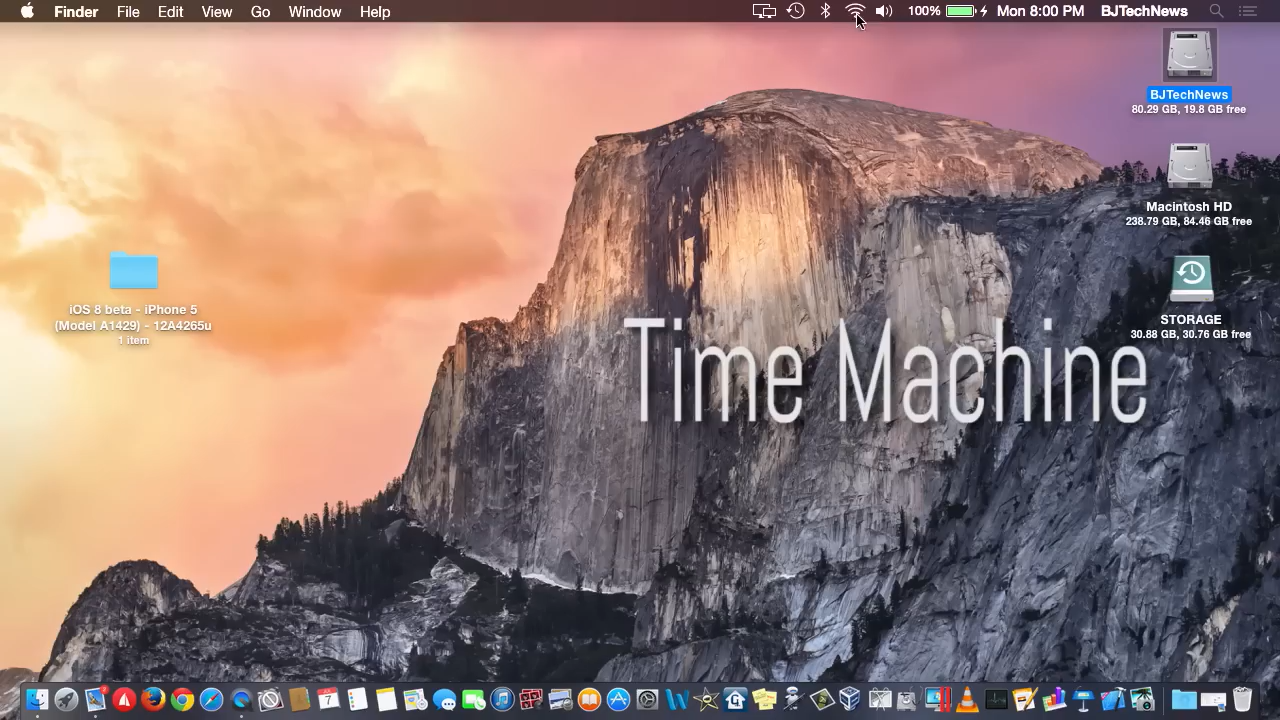 Finder File Edit View Go Window Help 100% Mon 8:00 PM BJTechNews
BJTechNews
80.29 GB, 19.8 GB free
Macintosh HD
238.79 GB, 84.46 GB free
iOS 8 beta - iPhone 5
(Model A1429) - 12A4265u
1 item
STORAGE
30.88 GB, 30.76 GB free
Time Machine
7